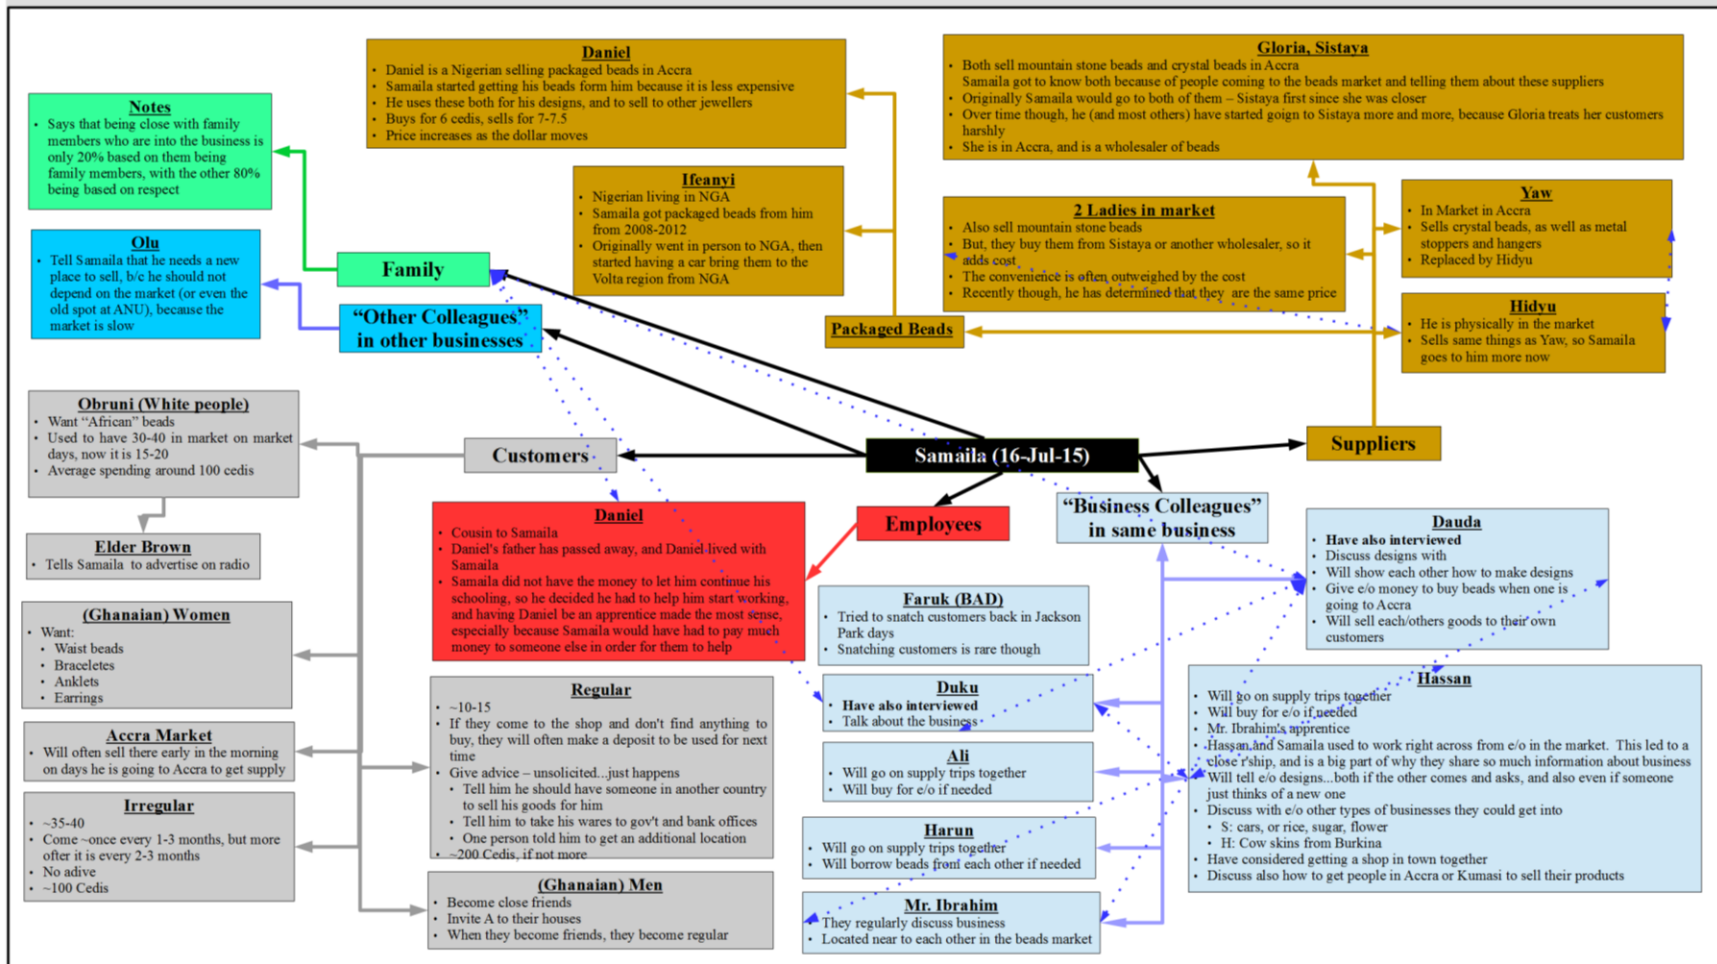 Daniel
• Daniel is a Nigerian selling packaged beads in Accra
• Samaila started getting his beads form him because it is less expensive
• He uses these both for his designs, and to sell to other jewellers
• Buys for 6 cedis, sells for 7-7.5
• Price increases as the dollar moves
Gloria, Sistaya
• Both sell mountain stone beads and crystal beads in Accra
Samaila got to know both because of people coming to the beads market and telling them about these suppliers
• Originally Samaila would go to both of them – Sistaya first since she was closer
• Over time though, he (and most others) have started goign to Sistaya more and more, because Gloria treats her customers
harshly
• She is in Accra, and is a wholesaler of beads
Notes
• Says that being close with family
members who are into the business is
only 20% based on them being
family members, with the other 80%
being based on respect
Ifeanyi
• Nigerian living in NGA
• Samaila got packaged beads from him
from 2008-2012
• Originally went in person to NGA, then
started having a car bring them to the
Volta region from NGA
2 Ladies in market
• Also sell mountain stone beads
• But, they buy them from Sistaya or another wholesaler, so it
adds cost
• The convenience is often outweighed by the cost
• Recently though, he has determined that they are the same price
Yaw
• In Market in Accra
• Sells crystal beads, as well as metal
stoppers and hangers
• Replaced by Hidyu
Olu
• Tell Samaila that he needs a new
place to sell, b/c he should not
depend on the market (or even the
old spot at ANU), because the
market is slow
Family
"Other Colleagues"
in other businesses
Packaged Beads
Hidyu
• He is physically in the market
• Sells same things as Yaw, so Samaila
goes to him more now
Obruni (White people)
• Want "African" beads
• Used to have 30-40 in market on market
days, now it is 15-20
• Average spending around 100 cedis
Customers
Samaila (16-Jul-15)
Suppliers
Elder Brown
• Tells Samaila to advertise on radio
Daniel
• Cousin to Samaila
• Daniel's father has passed away, and Daniel lived with
Samaila
• Samaila did not have the money to let him continue his
schooling, so he decided he had to help him start working,
and having Daniel be an apprentice made the most sense,
especially because Samaila would have had to pay much
money to someone else in order for them to help
Employees
"Business Colleagues"
in same business
Dauda
• Have also interviewed
• Discuss designs with
• Will show each other how to make designs
• Give e/o money to buy beads when one is
going to Accra
• Will sell each/others goods to their own
customers
(Ghanaian) Women
• Want:
• Waist beads
• Braceletes
• Anklets
• Earrings
Faruk (BAD)
• Tried to snatch customers back in Jackson
Park days
• Snatching customers is rare though
Accra Market
• Will often sell there early in the morning
on days he is going to Accra to get supply
Regular
• ~10-15
• If they come to the shop and don't find anything to
buy, they will often make a deposit to be used for next
time
• Give advice – unsolicited...just happens
• Tell him he should have someone in another country
to sell his goods for him
• Tell him to take his wares to gov't and bank offices
• One person told him to get an additional location
• ~200 Cedis, if not more
Duku
• Have also interviewed
• Talk about the business
Hassan
• Will go on supply trips together
• Will buy for e/o if needed
• Mr. Ibrahim's apprentice
• Hassan and Samaila used to work right across from e/o in the market. This led to a
close r'ship, and is a big part of why they share so much information about business
• Will tell e/o designs...both if the other comes and asks, and also even if someone
just thinks of a new one
• Discuss with e/o other types of businesses they could get into
• S: cars, or rice, sugar, flower
• H: Cow skins from Burkina
• Have considered getting a shop in town together
• Discuss also how to get people in Accra or Kumasi to sell their products
Ali
• Will go on supply trips together
• Will buy for e/o if needed
Irregular
• ~35-40
• Come ~once every 1-3 months, but more
ofter it is every 2-3 months
• No adive
• ~100 Cedis
Harun
• Will go on supply trips together
• Will borrow beads from each other if needed
(Ghanaian) Men
• Become close friends
• Invite A to their houses
• When they become friends, they become regular
Mr. Ibrahim
• They regularly discuss business
• Located near to each other in the beads market